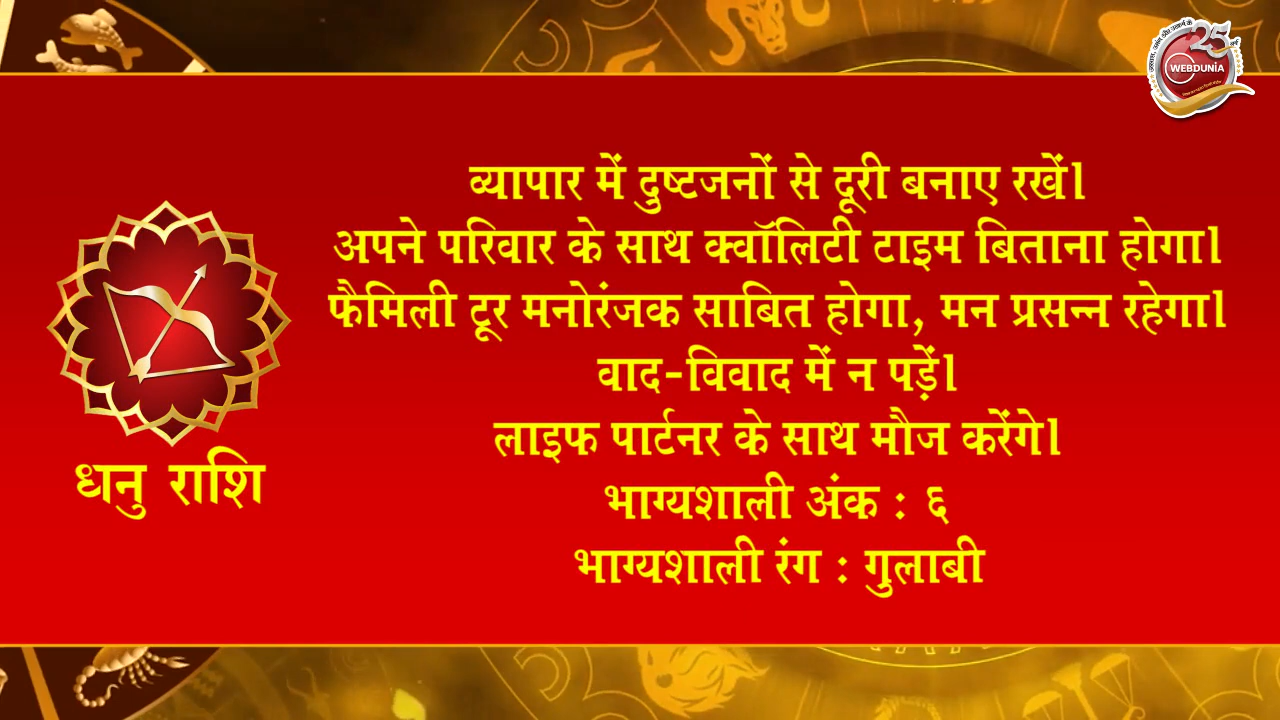 WEBDUNIA
25
व्यापार में दुष्टजनों से दूरी बनाए रखें।
अपने परिवार के साथ क्वॉलिटी टाइम बिताना होगा।
फैमिली टूर मनोरंजक साबित होगा, मन प्रसन्न रहेगा।
वाद-विवाद में न पड़ें।
लाइफ पार्टनर के साथ मौज करेंगे।
भाग्यशाली अंक : ६
भाग्यशाली रंग : गुलाबी
धनु राशि